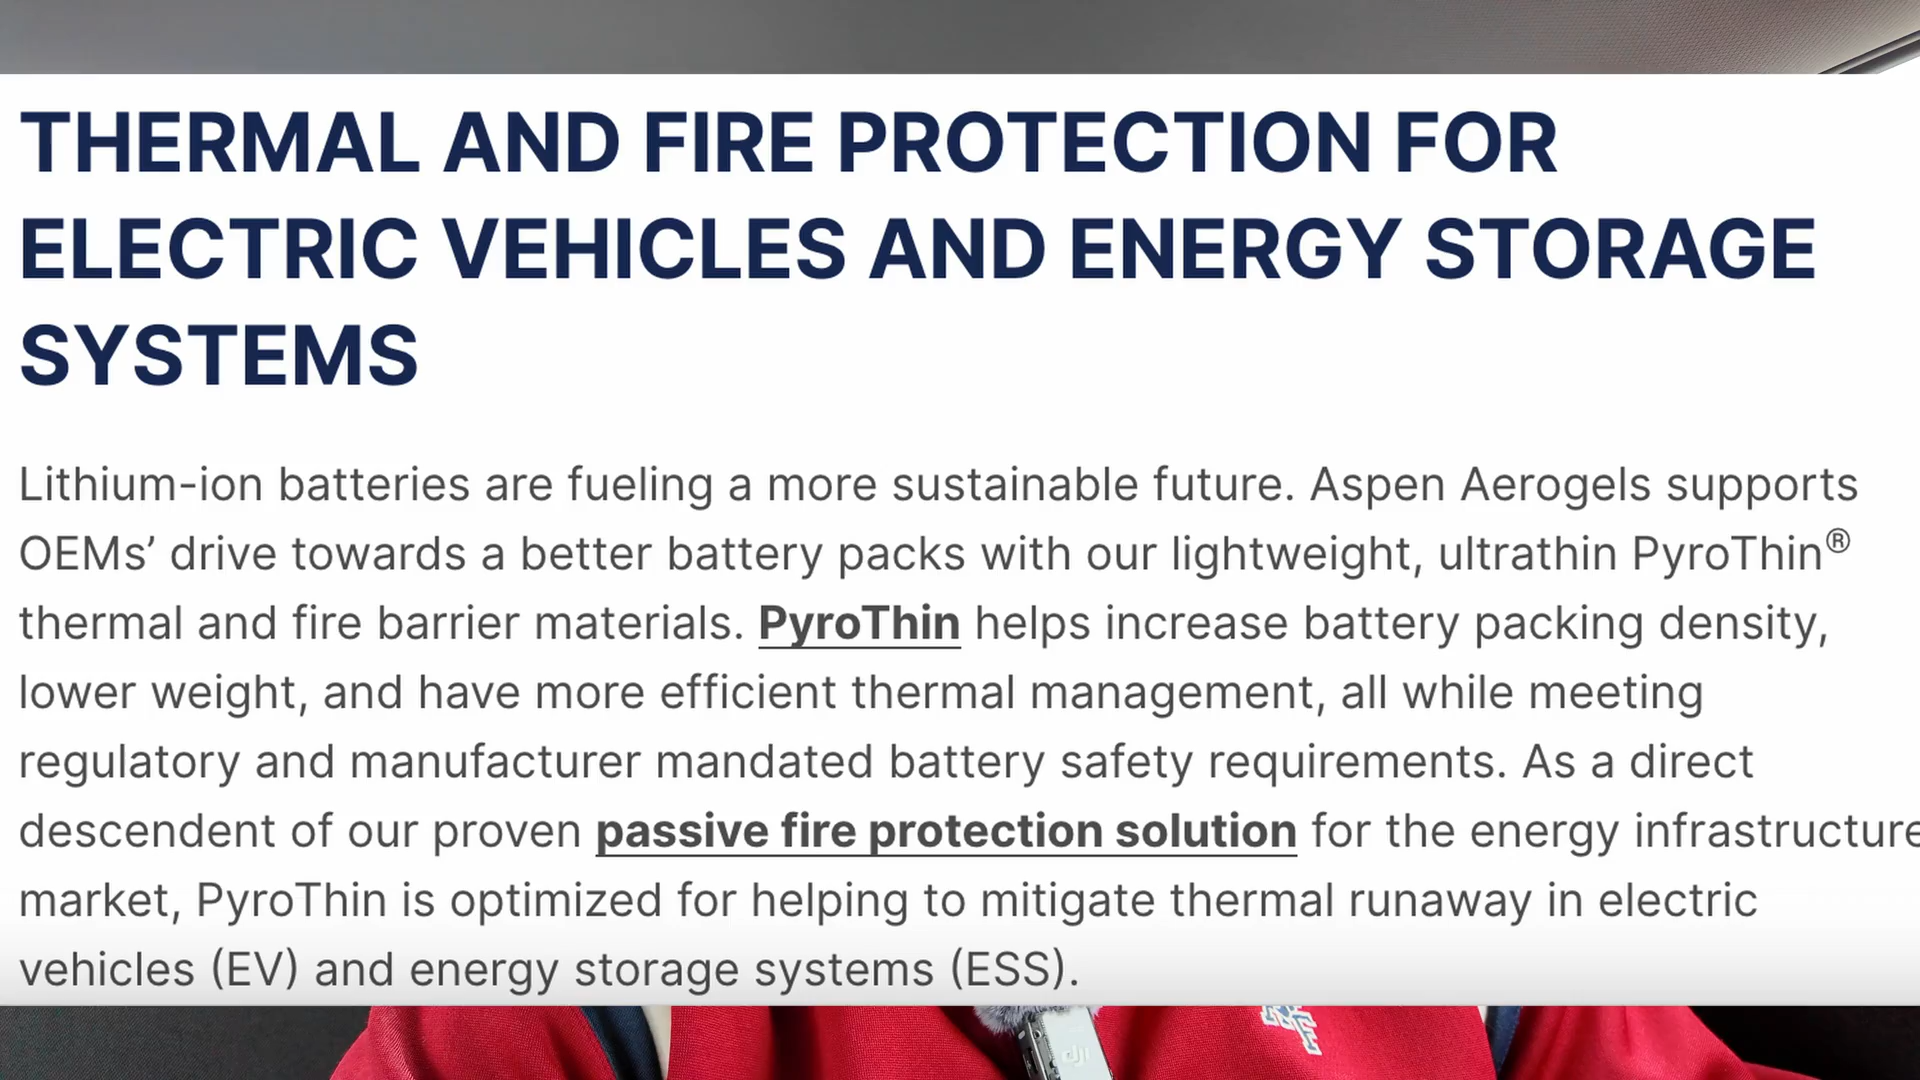 THERMAL AND FIRE PROTECTION FOR
ELECTRIC VEHICLES AND ENERGY STORAGE
SYSTEMS
Lithium-ion batteries are fueling a more sustainable future. Aspen Aerogels supports
OEMs’ drive towards a better battery packs with our lightweight, ultrathin PyroThin®
thermal and fire barrier materials. PyroThin helps increase battery packing density,
lower weight, and have more efficient thermal management, all while meeting
regulatory and manufacturer mandated battery safety requirements. As a direct
descendent of our proven passive fire protection solution for the energy infrastructure
market, PyroThin is optimized for helping to mitigate thermal runaway in electric
vehicles (EV) and energy storage systems (ESS).
dji